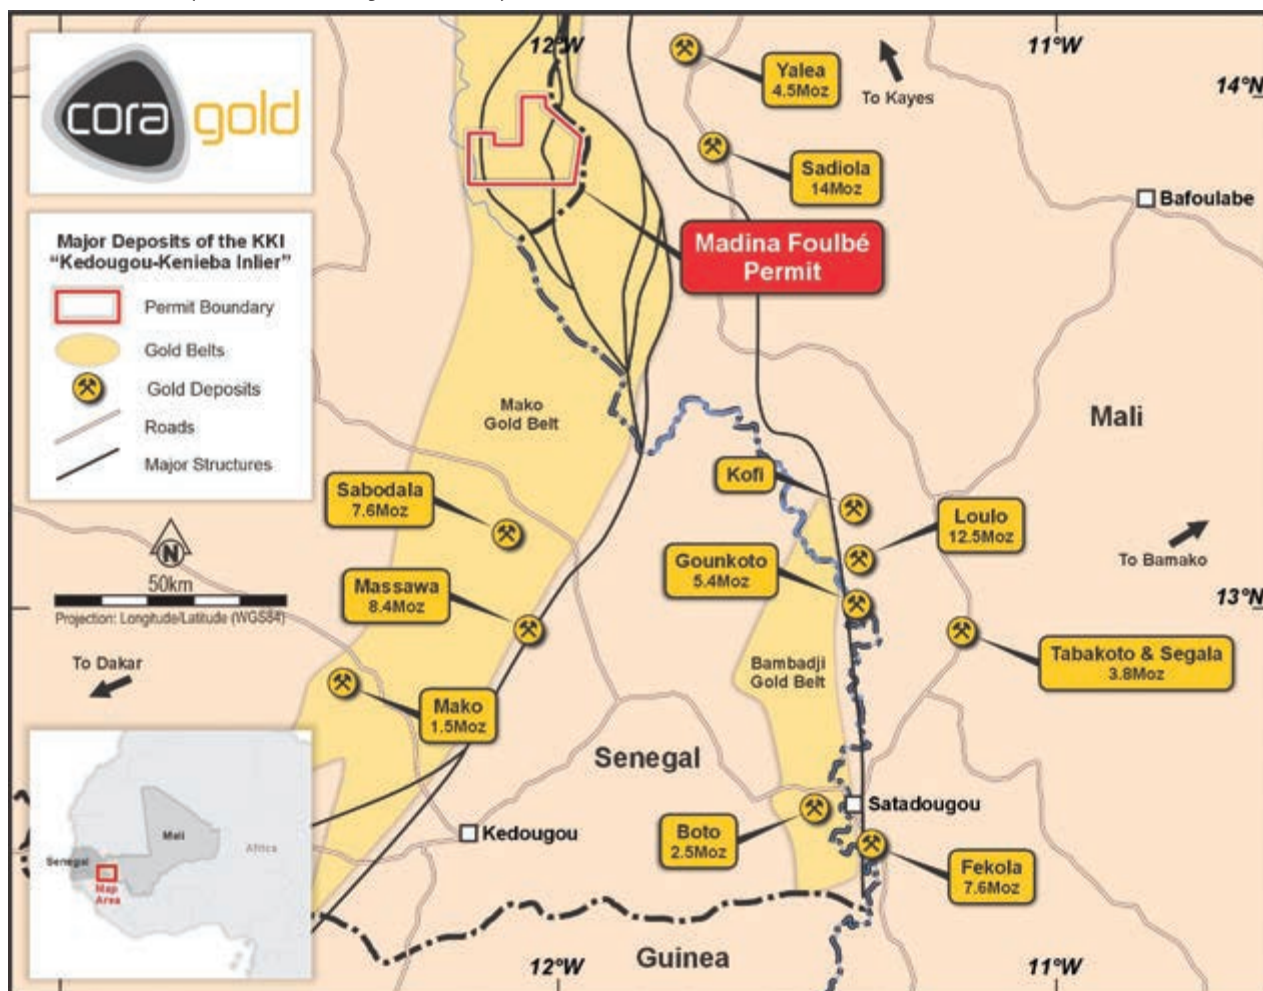 12°W
11°W
14°N
cora gold
Yalea
4.5Moz
To Kayes
Sadiola
14Moz
Bafoulabe
Madina Foulbé
Permit
Major Deposits of the KKI
“Kedougou-Kenieba Inlier”
Permit Boundary
Gold Belts
Gold Deposits
Roads
Major Structures
Mako
Gold Belt
Mali
Kofi
Sabodala
7.6Moz
Loulo
12.5Moz
To Bamako
Gounkoto
5.4Moz
N
50km
Projection: Longitude/Latitude (WGS84)
Massawa
8.4Moz
13°N
To Dakar
Bambadji
Gold Belt
Tabakoto & Segala
3.8Moz
Mako
1.5Moz
Senegal
Satadougou
Kedougou
Boto
2.5Moz
Fekola
7.6Moz
Mali
Africa
Senegal
Map
Area
Guinea
12°W
11°W